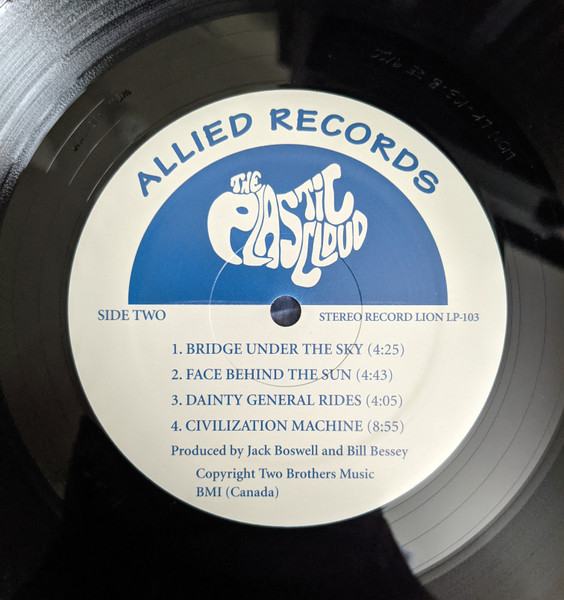 ALLIED RECORDS
THE
PLASTIC
CLOUD
SIDE TWO
STEREO RECORD LION LP-103
1. BRIDGE UNDER THE SKY (4:25)
2. FACE BEHIND THE SUN (4:43)
3. DAINTY GENERAL RIDES (4:05)
4. CIVILIZATION MACHINE (8:55)
Produced by Jack Boswell and Bill Bessey
Copyright Two Brothers Music
BMI (Canada)